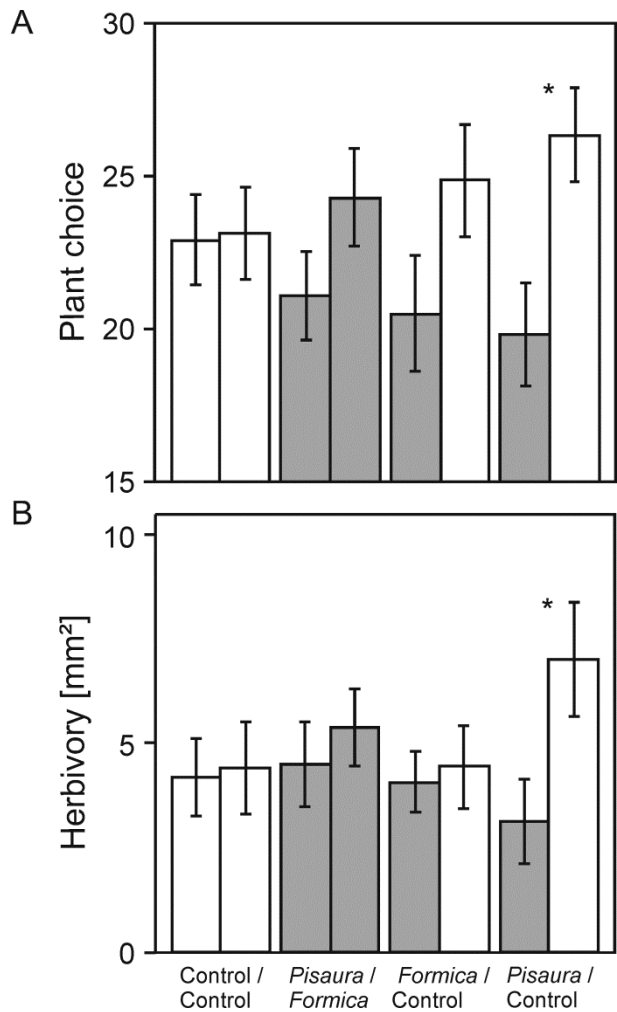 A
30
25
20
15
Plant choice
*
B
10
5
0
Herbivory [mm²]
*
Control / Control
Pisaura / Formica
Formica / Control
Pisaura / Control